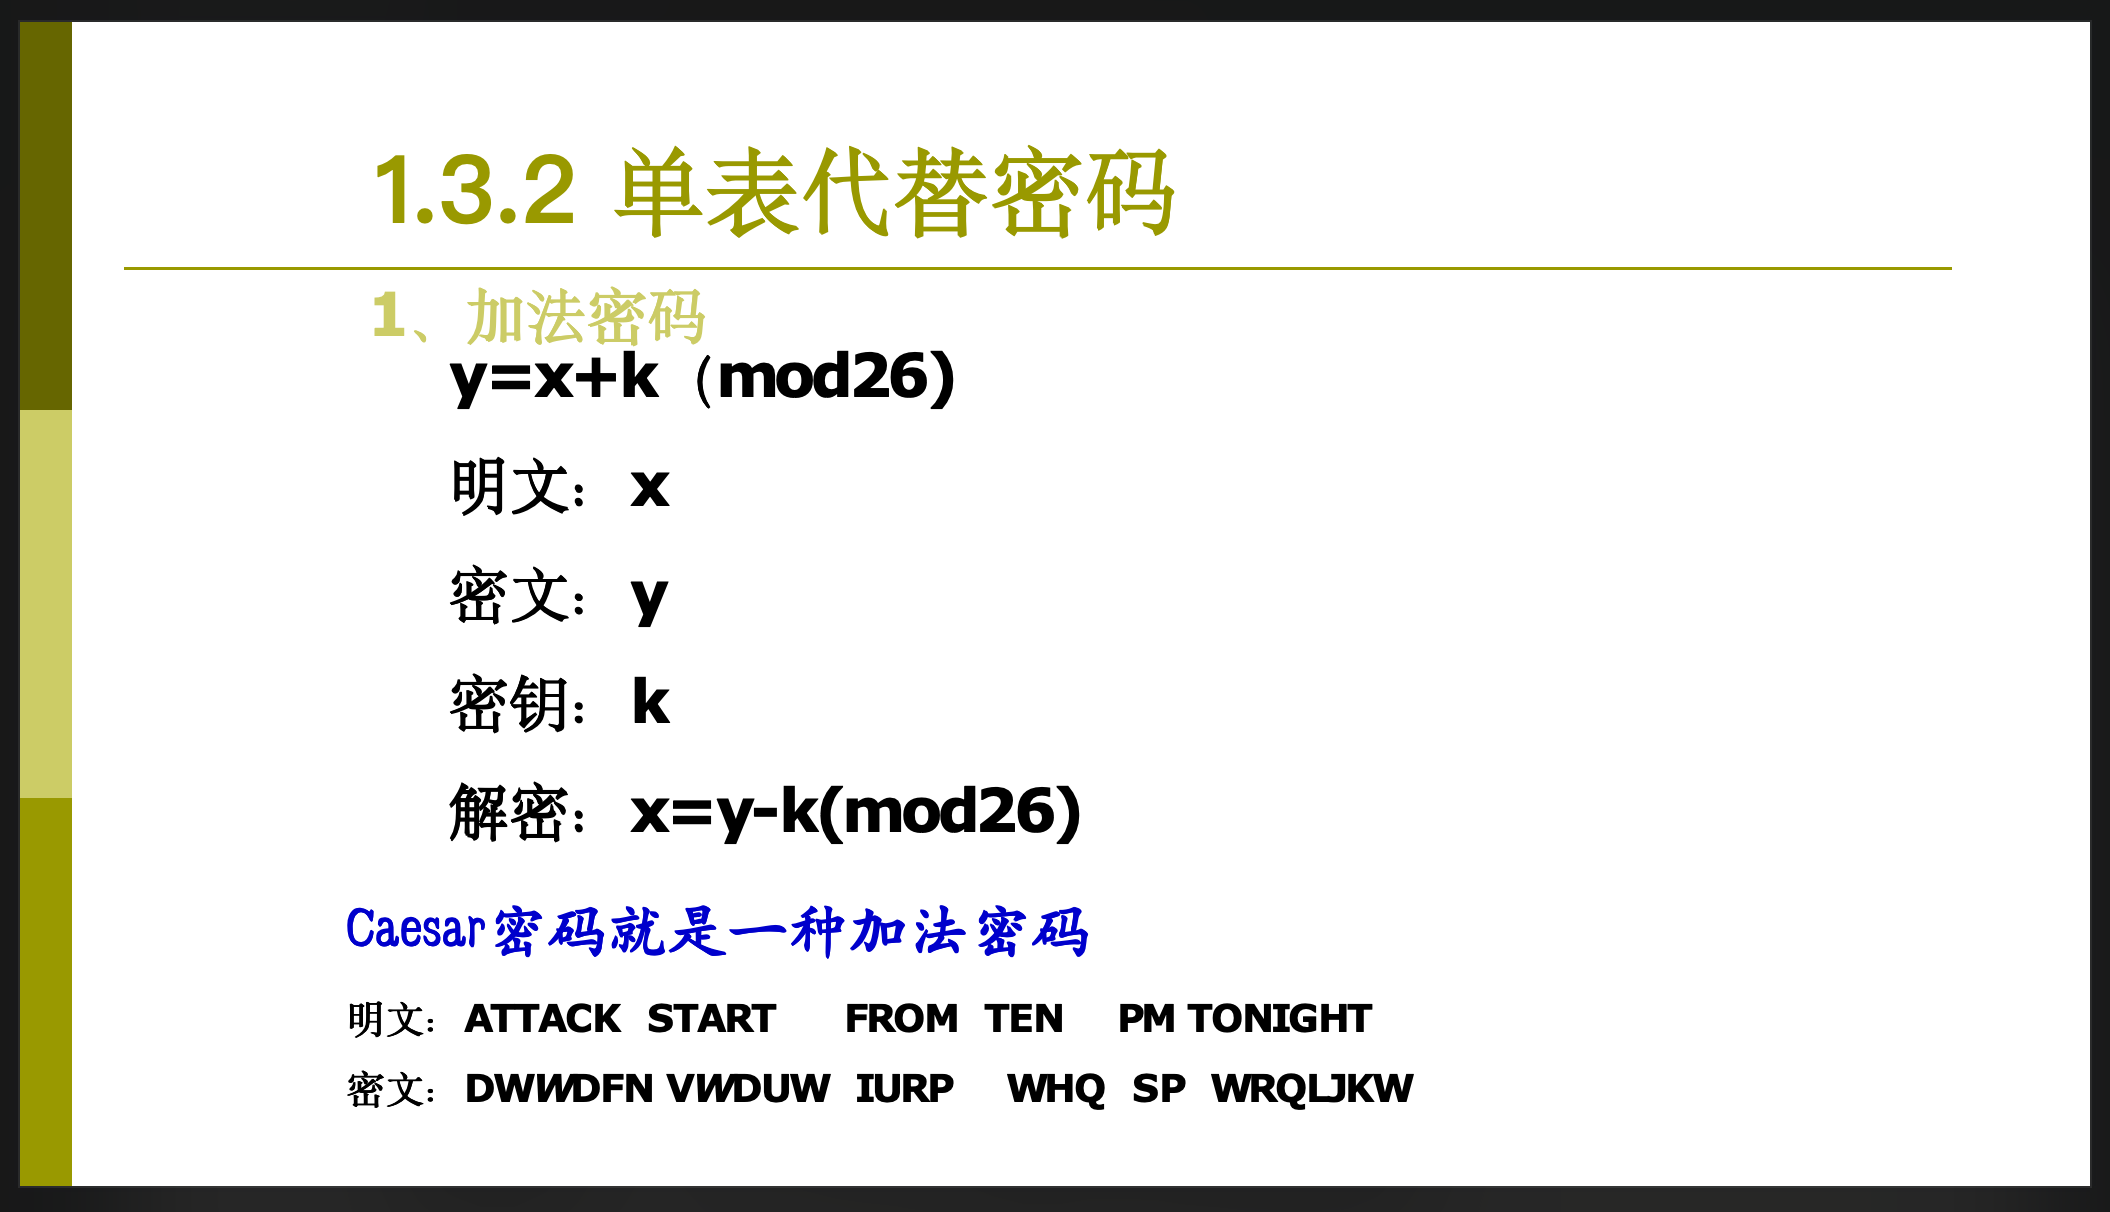 1.3.2 单表代替密码
1、加法密码
y=x+k（mod26)
明文：x
密文：y
密钥：k
解密：x=y-k(mod26)
Caesar密码就是一种加法密码
明文：ATTACK START FROM TEN PM TONIGHT
密文：DWWDFN VWDUW IURP WHQ SP WRQLJKW